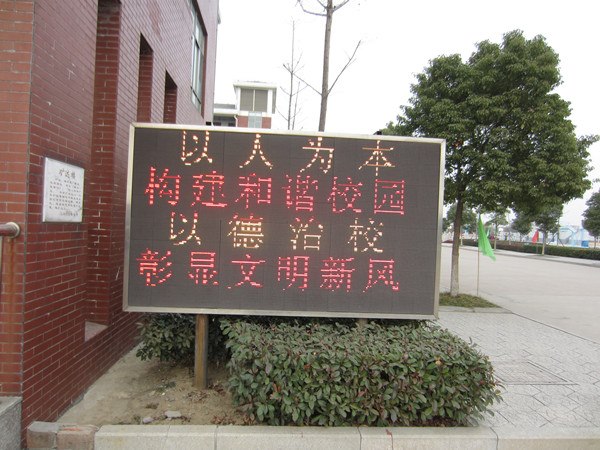 以人为本
构建和谐校园
以德治校
彰显文明新风